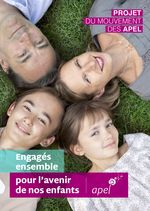 PROJET
DU MOUVEMENT
DES APEL
Engagés
ensemble
pour l'avenir
de nos enfants
apel